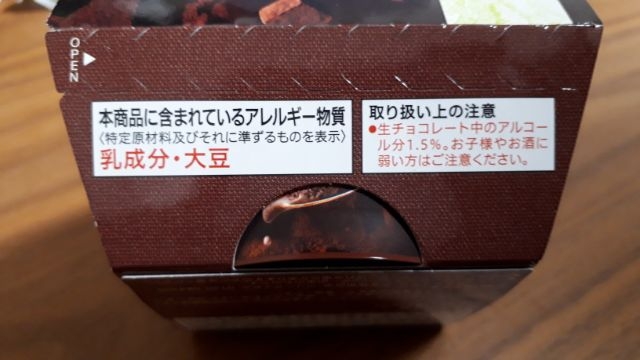 OPEN
本商品に含まれているアレルギー物質
〈特定原材料及びそれに準ずるものを表示〉
乳成分・大豆
取り扱い上の注意
●生チョコレート中のアルコー
ル分1.5%。お子様やお酒に
弱い方はご注意ください。